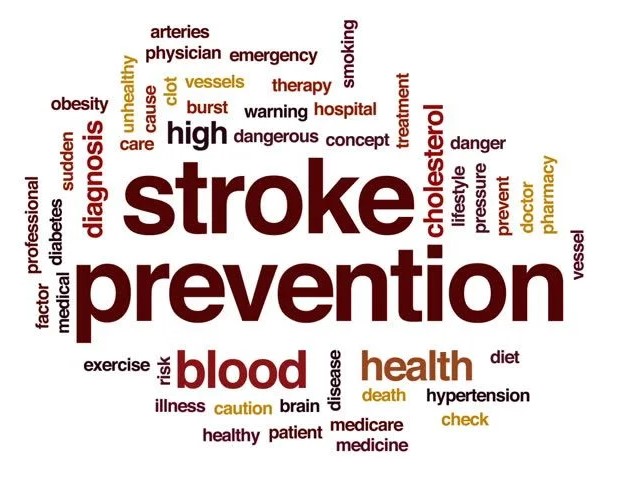 arteries
physician
emergency
smoking
unhealthy
cause
clot
vessels
therapy
treatment
obesity
burst
warning
hospital
care
high
dangerous
concept
cholesterol
danger
sudden
diagnosis
stroke
lifestyle
pressure
prevent
doctor
pharmacy
professional
diabetes
factor
medical
prevention
vessel
exercise
risk
blood
disease
health
diet
illness
caution
brain
death
hypertension
check
healthy
patient
medicare
medicine